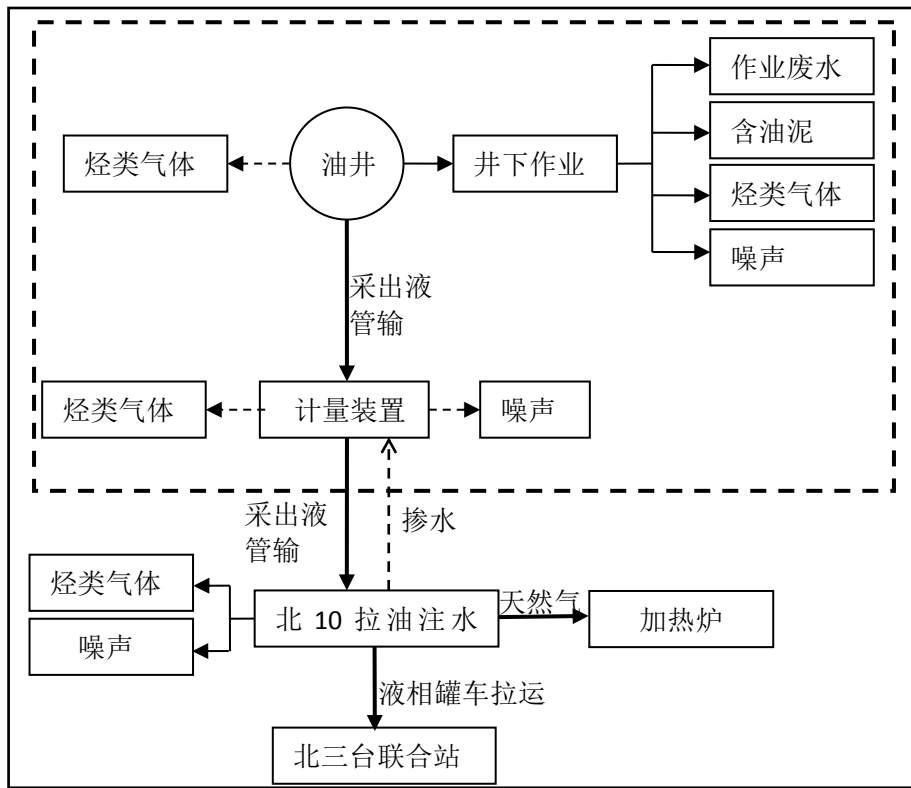 作业废水
含油泥
烃类气体
油井
井下作业
烃类气体
噪声
采出液
管输
烃类气体
计量装置
噪声
采出液
管输
掺水
烃类气体
噪声
北 10 拉油注水
天然气
加热炉
液相罐车拉运
北三台联合站